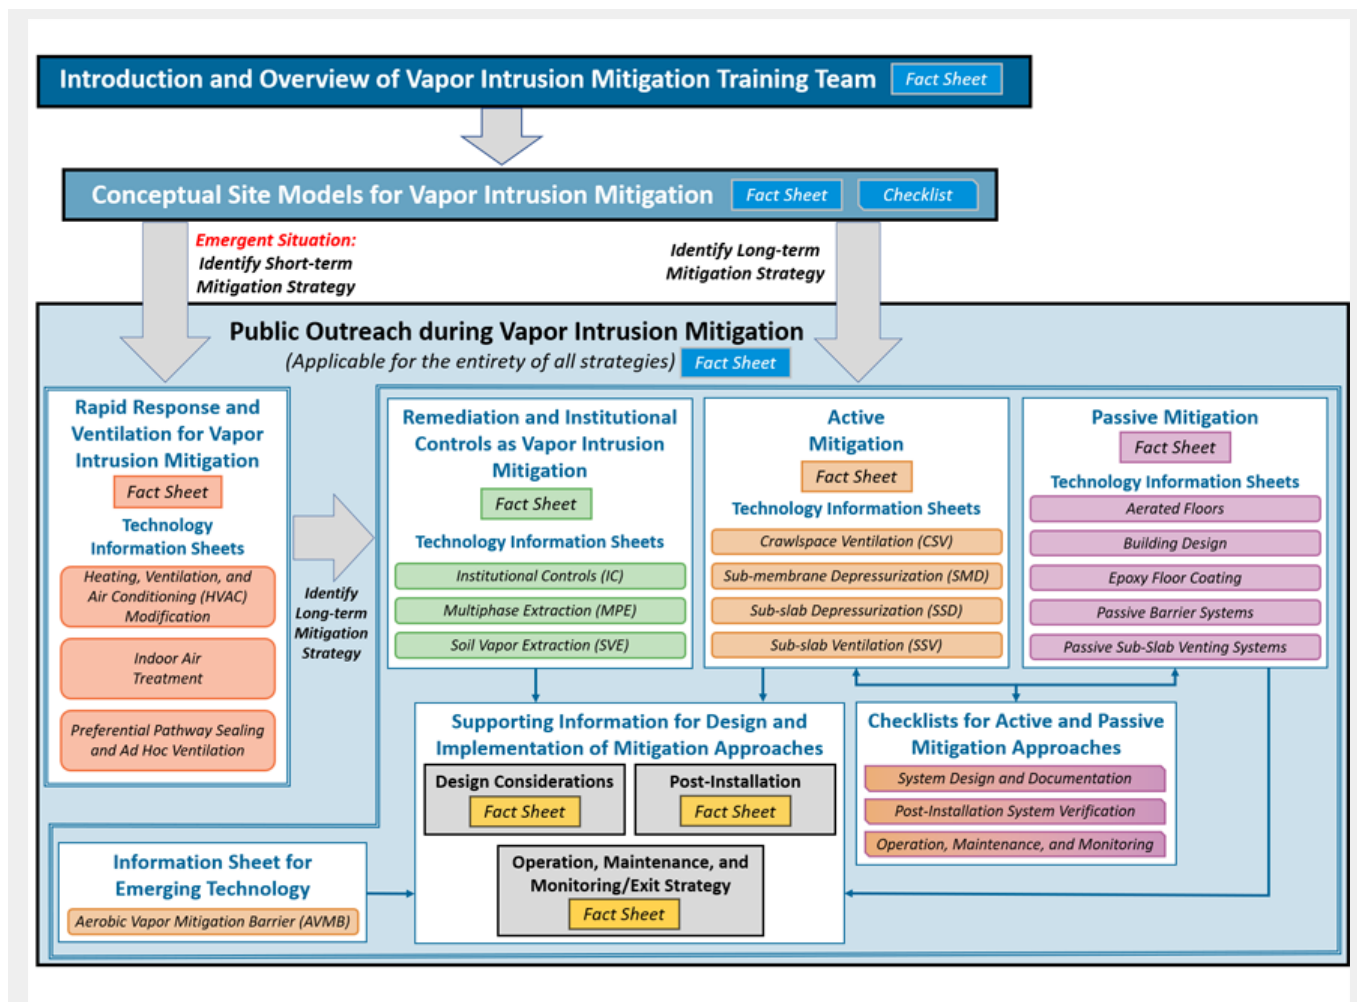 Introduction and Overview of Vapor Intrusion Mitigation Training Team
Fact Sheet
Conceptual Site Models for Vapor Intrusion Mitigation
Fact Sheet
Checklist
Emergent Situation:
Identify Short-term
Mitigation Strategy
Identify Long-term
Mitigation Strategy
Public Outreach during Vapor Intrusion Mitigation
(Applicable for the entirety of all strategies)
Fact Sheet
Rapid Response and
Ventilation for Vapor
Intrusion Mitigation
Fact Sheet
Technology
Information Sheets
Heating, Ventilation, and
Air Conditioning (HVAC)
Modification
Indoor Air
Treatment
Preferential Pathway Sealing
and Ad Hoc Ventilation
Identify
Long-term
Mitigation
Strategy
Remediation and Institutional
Controls as Vapor Intrusion
Mitigation
Fact Sheet
Technology Information Sheets
Institutional Controls (IC)
Multiphase Extraction (MPE)
Soil Vapor Extraction (SVE)
Active
Mitigation
Fact Sheet
Technology Information Sheets
Crawlspace Ventilation (CSV)
Sub-membrane Depressurization (SMD)
Sub-slab Depressurization (SSD)
Sub-slab Ventilation (SSV)
Passive Mitigation
Fact Sheet
Technology Information Sheets
Aerated Floors
Building Design
Epoxy Floor Coating
Passive Barrier Systems
Passive Sub-Slab Venting Systems
Supporting Information for Design and
Implementation of Mitigation Approaches
Design Considerations
Fact Sheet
Post-Installation
Fact Sheet
Operation, Maintenance, and
Monitoring/Exit Strategy
Fact Sheet
Checklists for Active and Passive
Mitigation Approaches
System Design and Documentation
Post-Installation System Verification
Operation, Maintenance, and Monitoring
Information Sheet for
Emerging Technology
Aerobic Vapor Mitigation Barrier (AVMB)